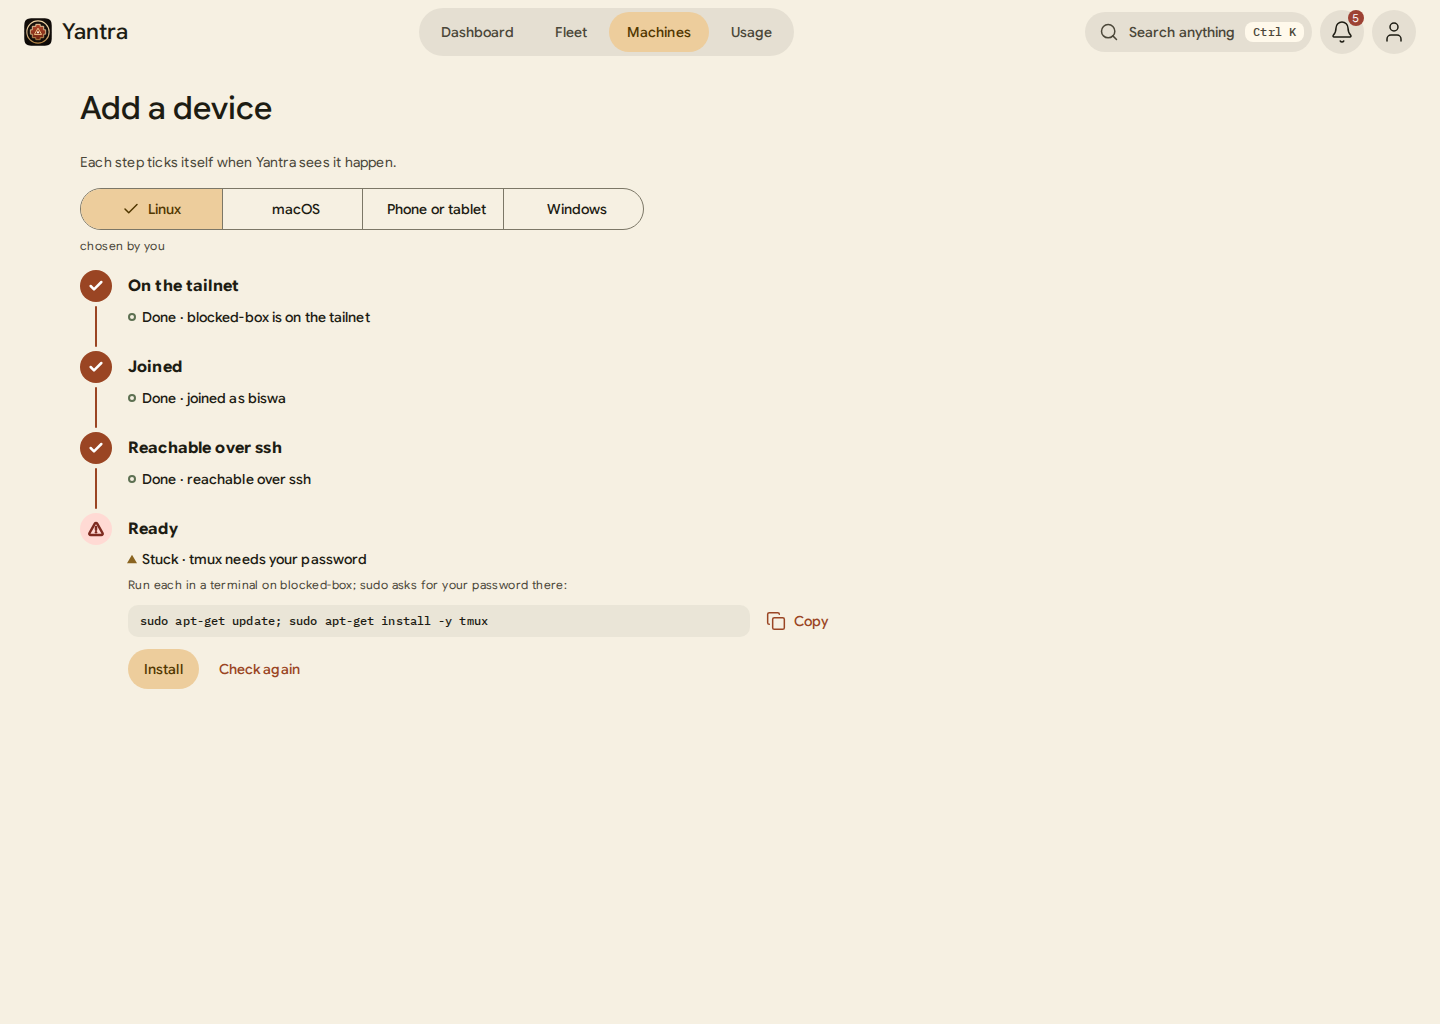 Yantra
Dashboard Fleet Machines Usage
Search anything Ctrl K
5
Add a device
Each step ticks itself when Yantra sees it happen.
Linux macOS Phone or tablet Windows
chosen by you
On the tailnet
Done · blocked-box is on the tailnet
Joined
Done · joined as biswa
Reachable over ssh
Done · reachable over ssh
Ready
Stuck · tmux needs your password
Run each in a terminal on blocked-box; sudo asks for your password there:
sudo apt-get update; sudo apt-get install -y tmux
Copy
Install Check again